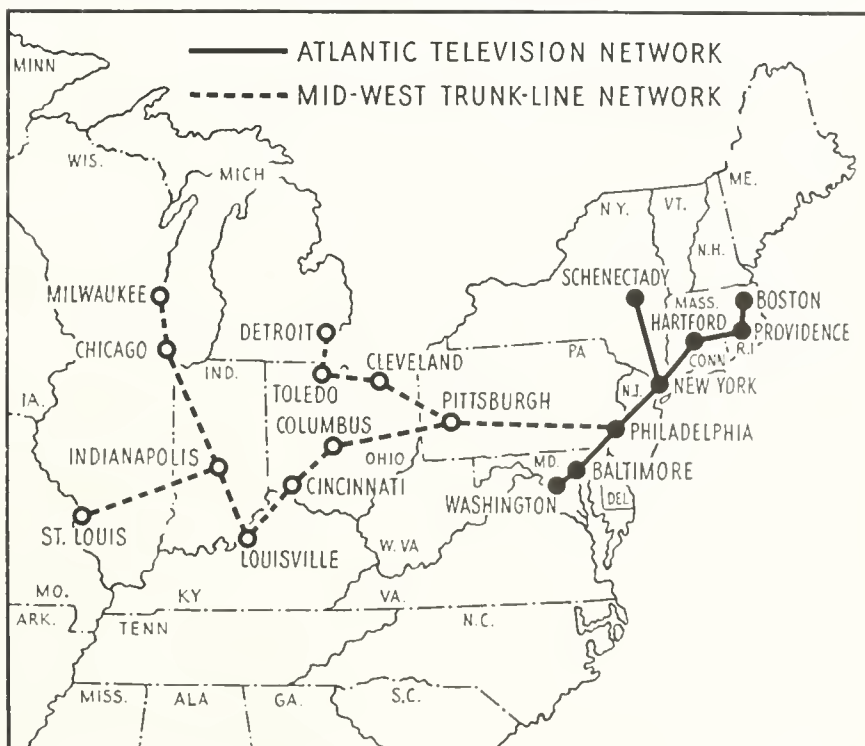 ATLANTIC TELEVISION NETWORK
MID-WEST TRUNK-LINE NETWORK
MINN
WIS.
MICH
ME.
N.Y.
VT.
N.H.
SCHENECTADY
MILWAUKEE
MASS.
BOSTON
DETROIT
HARTFORD
PROVIDENCE
CHICAGO
R.I.
CONN
PA
CLEVELAND
IND.
TOLEDO
N.J.
NEW YORK
IA.
PITTSBURGH
COLUMBUS
PHILADELPHIA
OHIO
MD.
INDIANAPOLIS
BALTIMORE
CINCINNATI
WASHINGTON
DEL
ST. LOUIS
LOUISVILLE
W.VA
MO.
KY
VA.
ARK.
TENN
N.C.
MISS.
ALA
GA.
S.C.